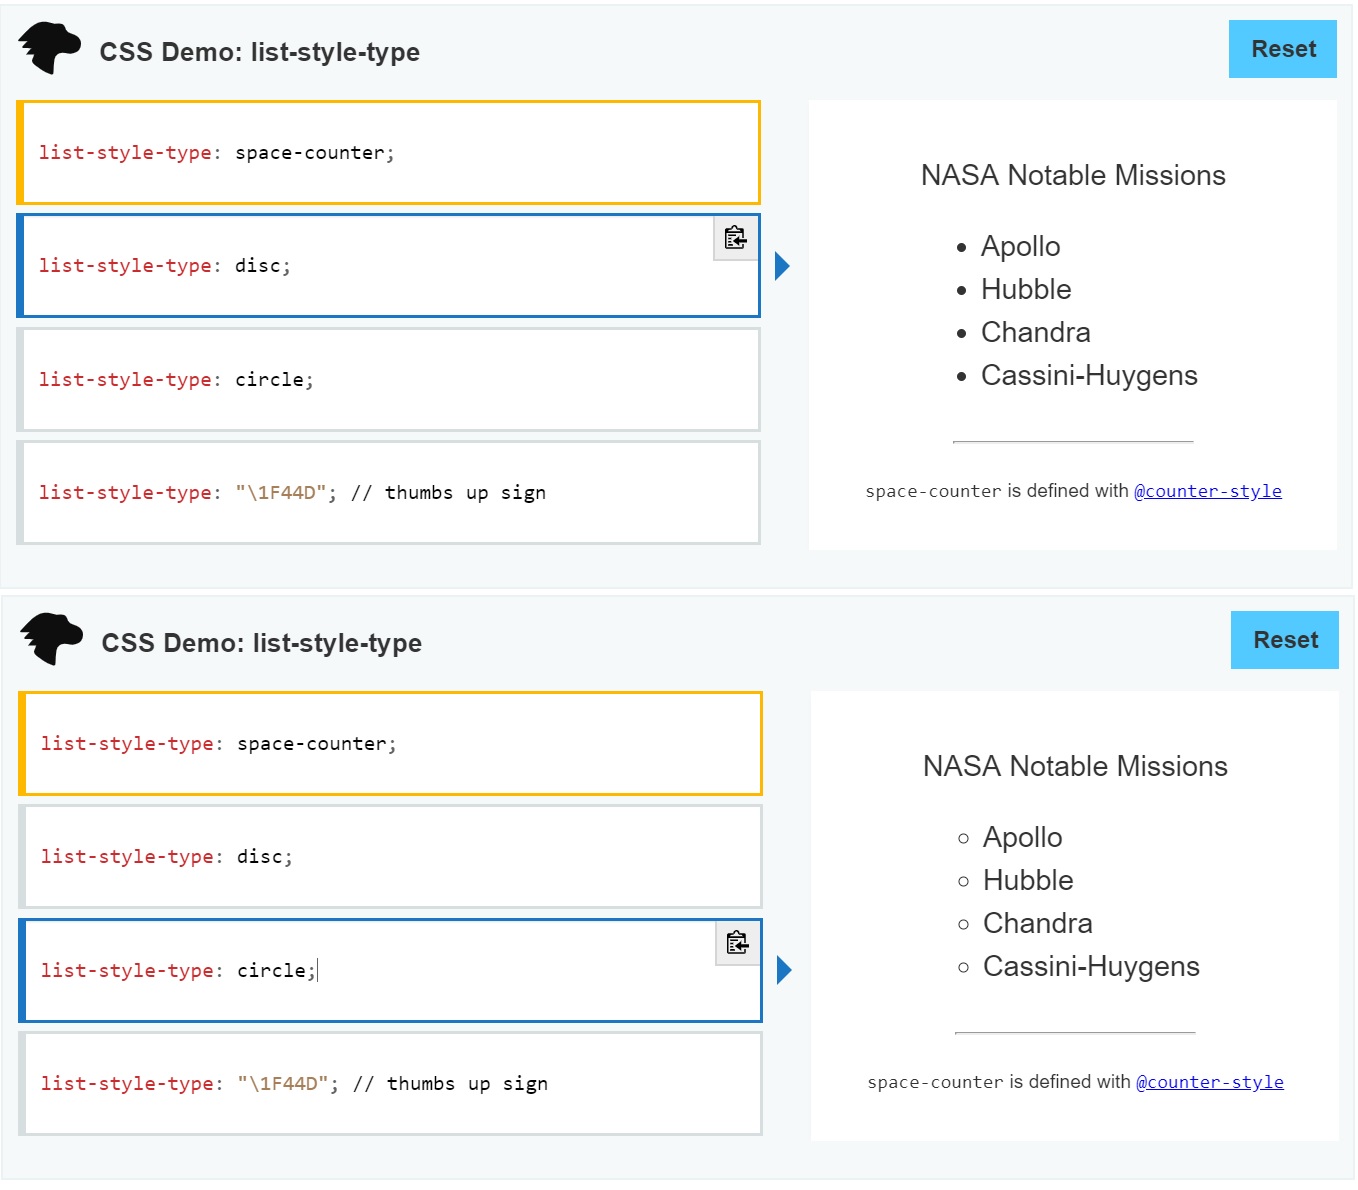 CSS Demo: list-style-type
Reset
list-style-type: space-counter;
list-style-type: disc;
list-style-type: circle;
list-style-type: "\1F44D"; // thumbs up sign
NASA Notable Missions
Apollo
Hubble
Chandra
Cassini-Huygens
space-counter is defined with @counter-style
CSS Demo: list-style-type
Reset
list-style-type: space-counter;
list-style-type: disc;
list-style-type: circle;
list-style-type: "\1F44D"; // thumbs up sign
NASA Notable Missions
Apollo
Hubble
Chandra
Cassini-Huygens
space-counter is defined with @counter-style